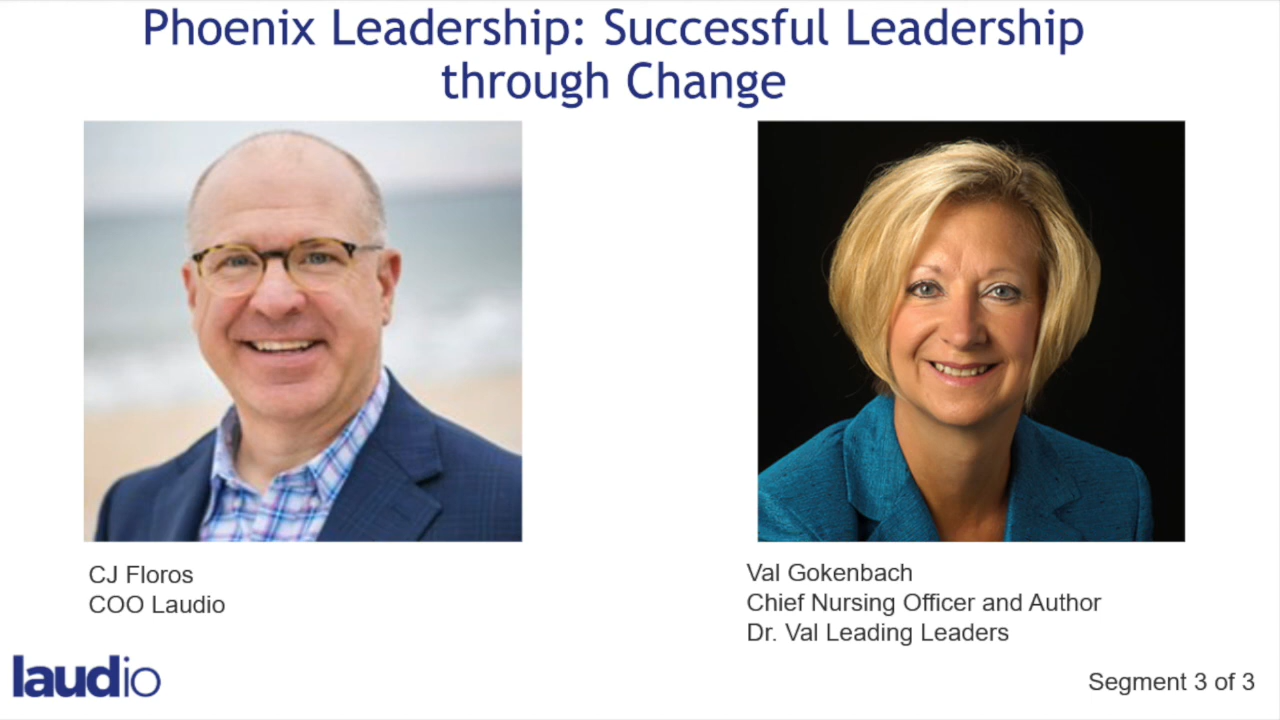 Phoenix Leadership: Successful Leadership
through Change
CJ Floros
COO Laudio
Val Gokenbach
Chief Nursing Officer and Author
Dr. Val Leading Leaders
laudio
Segment 3 of 3